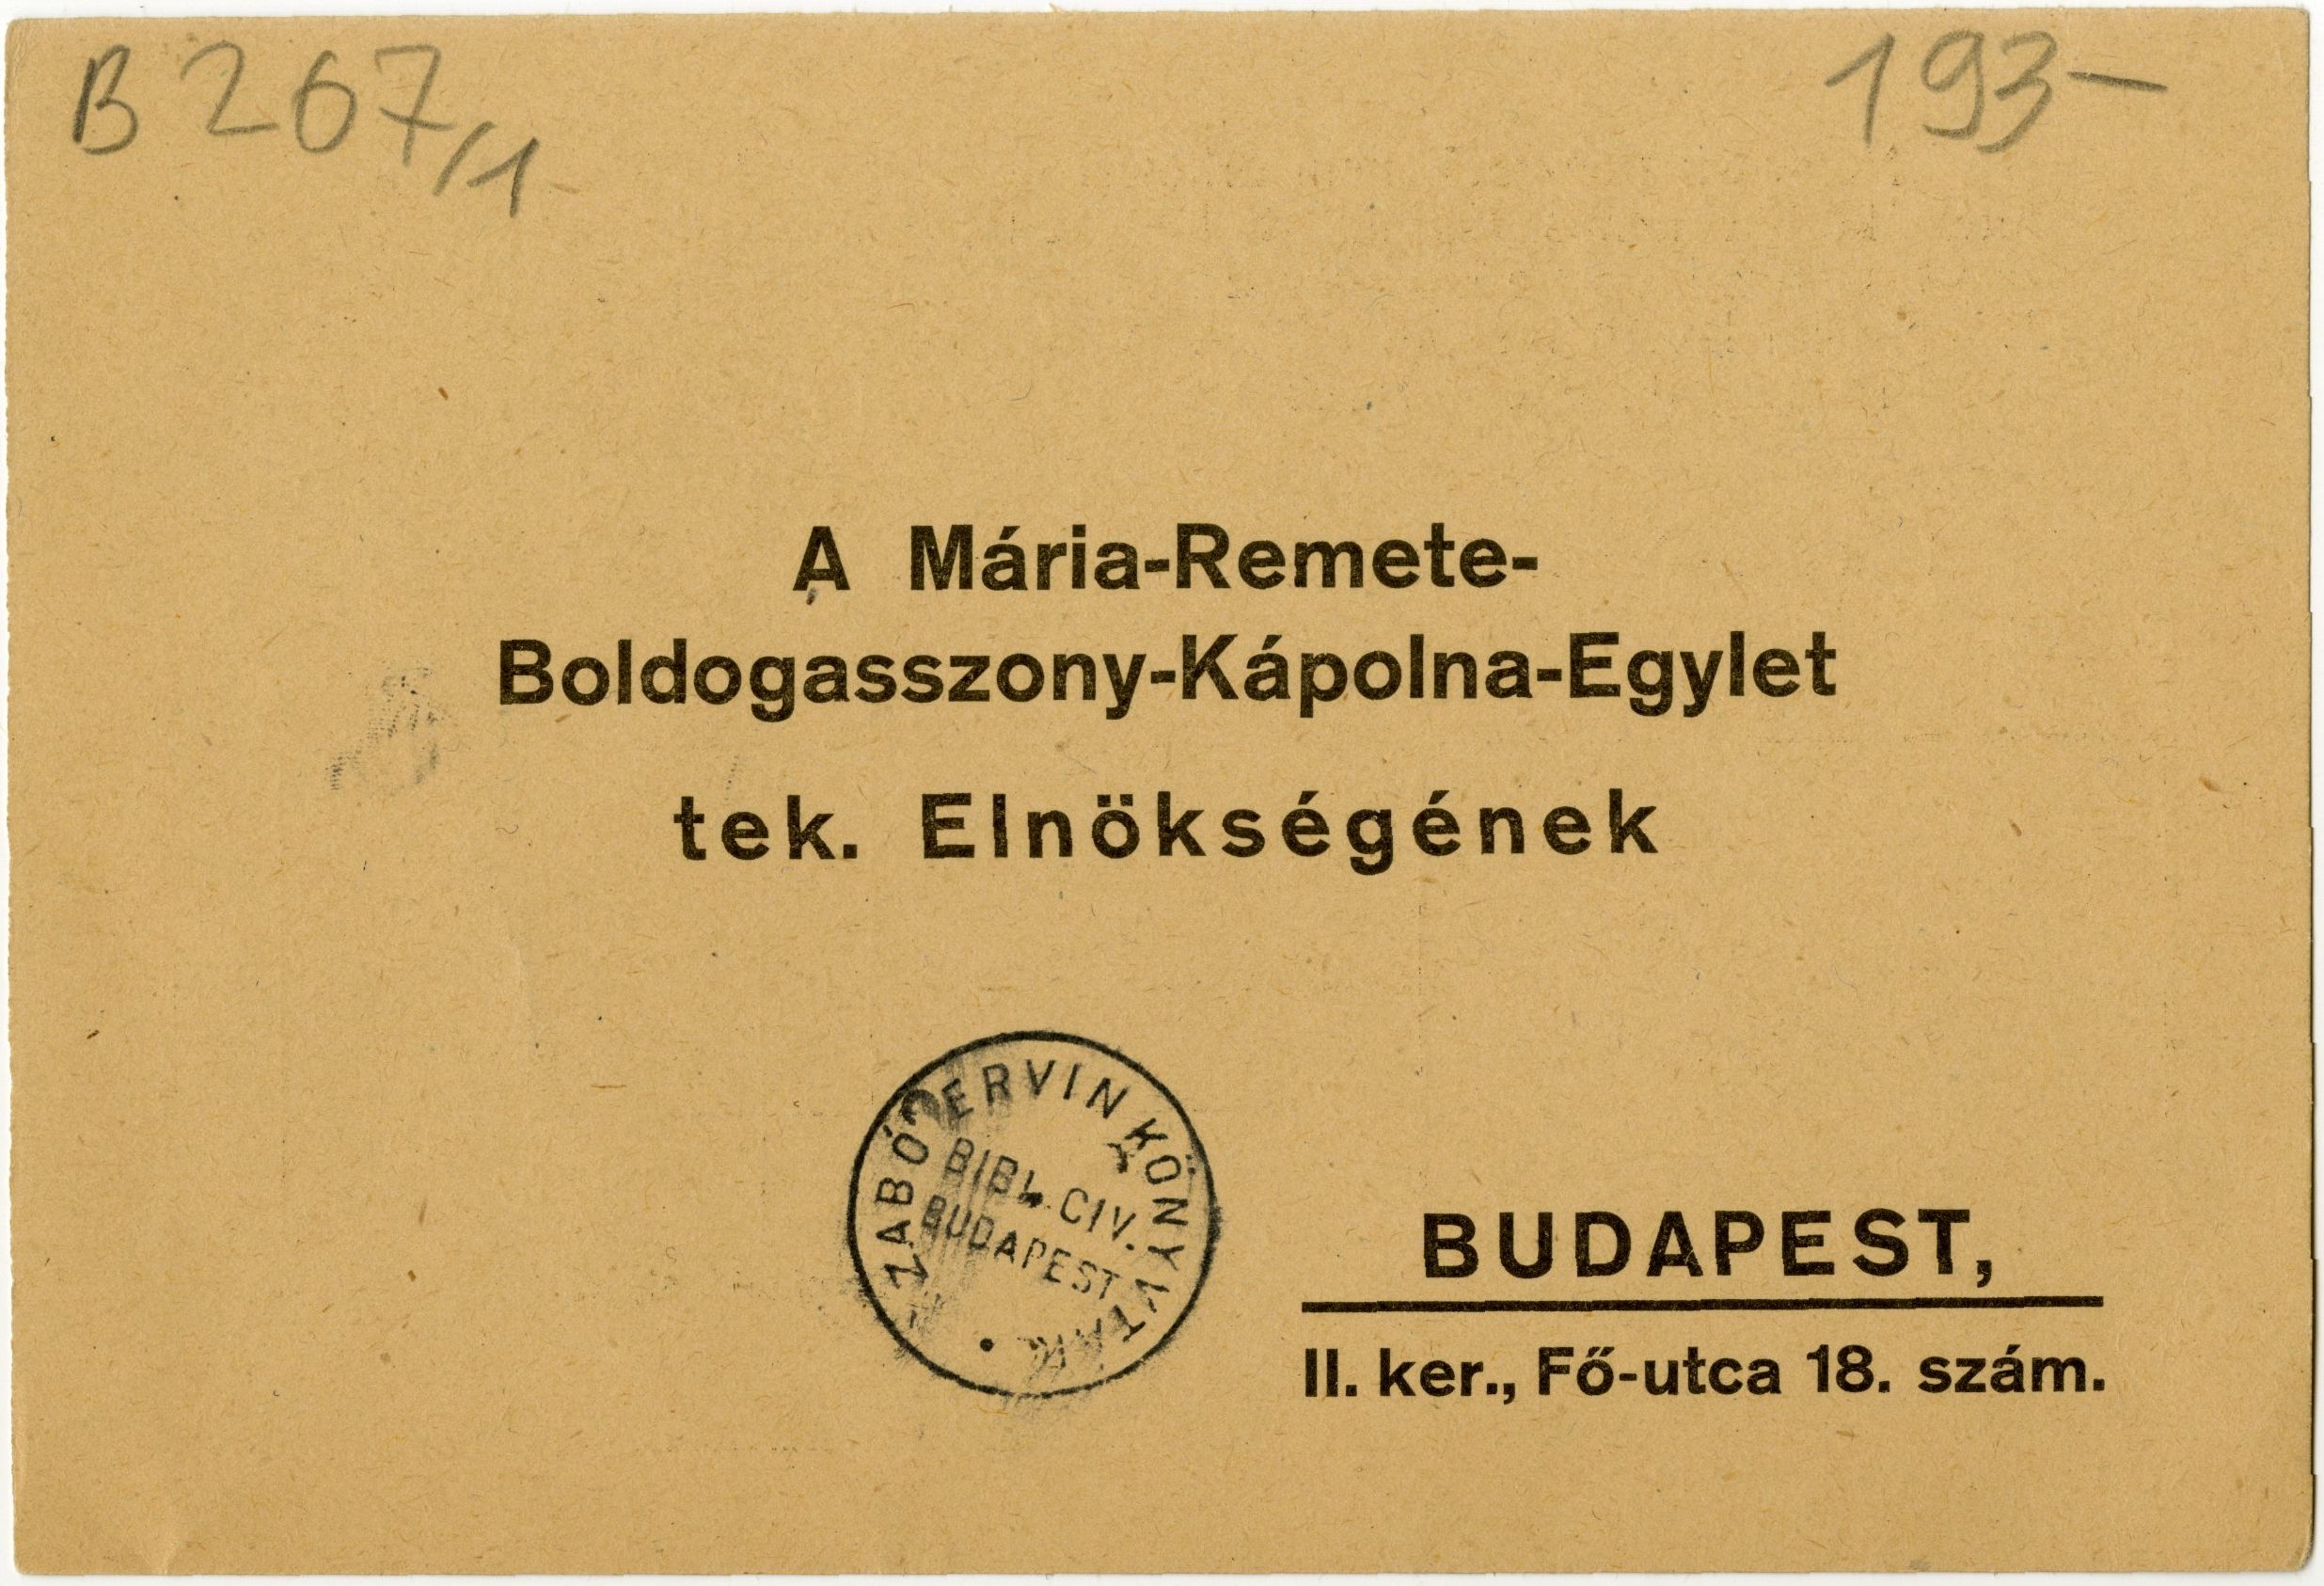 B 267/1
193-
A Mária-Remete-
Boldogasszony-Kápolna-Egylet
tek. Elnökségének
SZABÓ ERVIN KÖNYVTÁR
BIBL. CIV.
BUDAPEST
BUDAPEST,
II. ker., Fő-utca 18. szám.